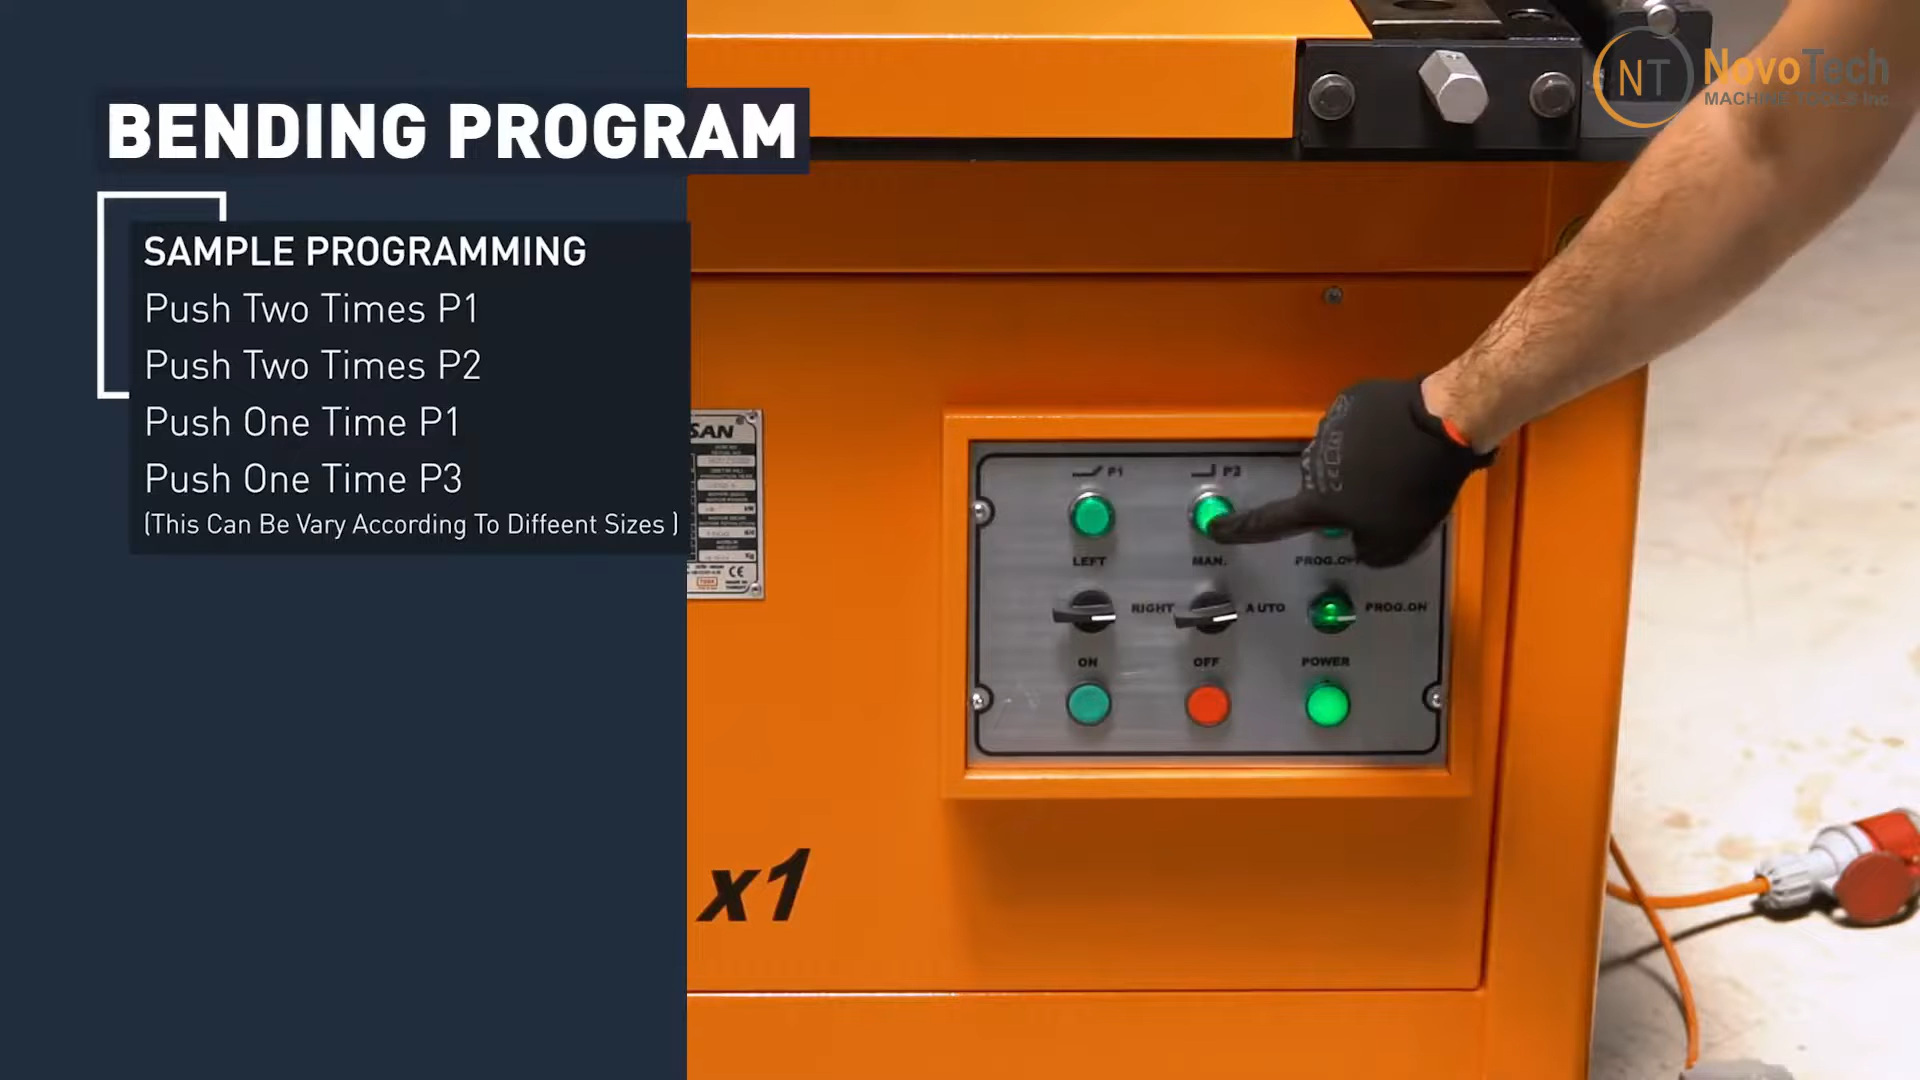 BENDING PROGRAM
SAMPLE PROGRAMMING
Push Two Times P1
Push Two Times P2
Push One Time P1
Push One Time P3
(This Can Be Vary According To Diffeent Sizes )
NT NovoTech
MACHINE TOOLS Inc
SAN®
P1 P2
LEFT MAN.
RIGHT AUTO PROG.ON
ON OFF POWER
CE
x1